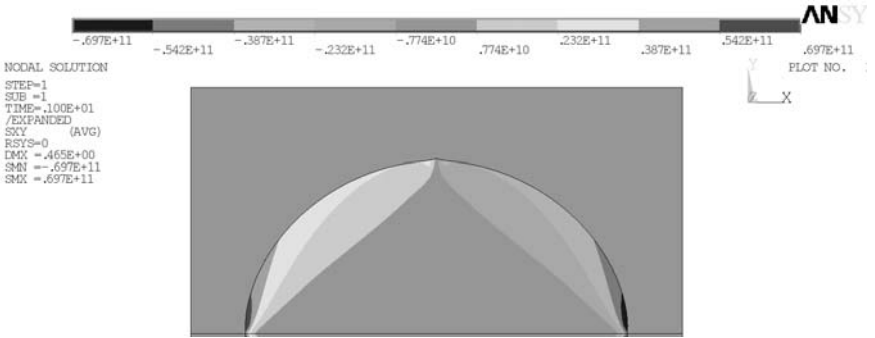 ANSY
-.697E+11 -.542E+11 -.387E+11 -.232E+11 -.774E+10 .774E+10 .232E+11 .387E+11 .542E+11 .697E+11
NODAL SOLUTION
PLOT NO.
STEP=1
SUB =1
TIME=.100E+01
/EXPANDED
SXY (AVG)
RSYS=0
DMX =.465E+00
SMN =-.697E+11
SMX =.697E+11
Y
Z X